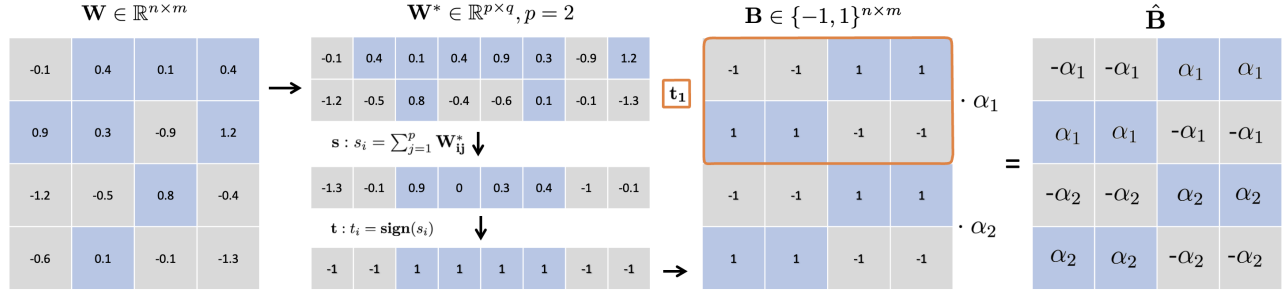 W ∈ ℝ^{n×m}
-0.1 0.4 0.1 0.4
0.9 0.3 -0.9 1.2
-1.2 -0.5 0.8 -0.4
-0.6 0.1 -0.1 -1.3
W* ∈ ℝ^{p×q}, p = 2
-0.1 0.4 0.1 0.4 0.9 0.3 -0.9 1.2
-1.2 -0.5 0.8 -0.4 -0.6 0.1 -0.1 -1.3
s : s_i = ∑_{j=1}^{p} W*_{ij}
-1.3 -0.1 0.9 0 0.3 0.4 -1 -0.1
t : t_i = sign(s_i)
-1 -1 1 1 1 1 -1 -1
B ∈ {-1, 1}^{n×m}
t₁
-1 -1 1 1
1 1 -1 -1
· α₁
-1 -1 1 1
1 1 -1 -1
· α₂
=
B̂
-α₁ -α₁ α₁ α₁
α₁ α₁ -α₁ -α₁
-α₂ -α₂ α₂ α₂
α₂ α₂ -α₂ -α₂